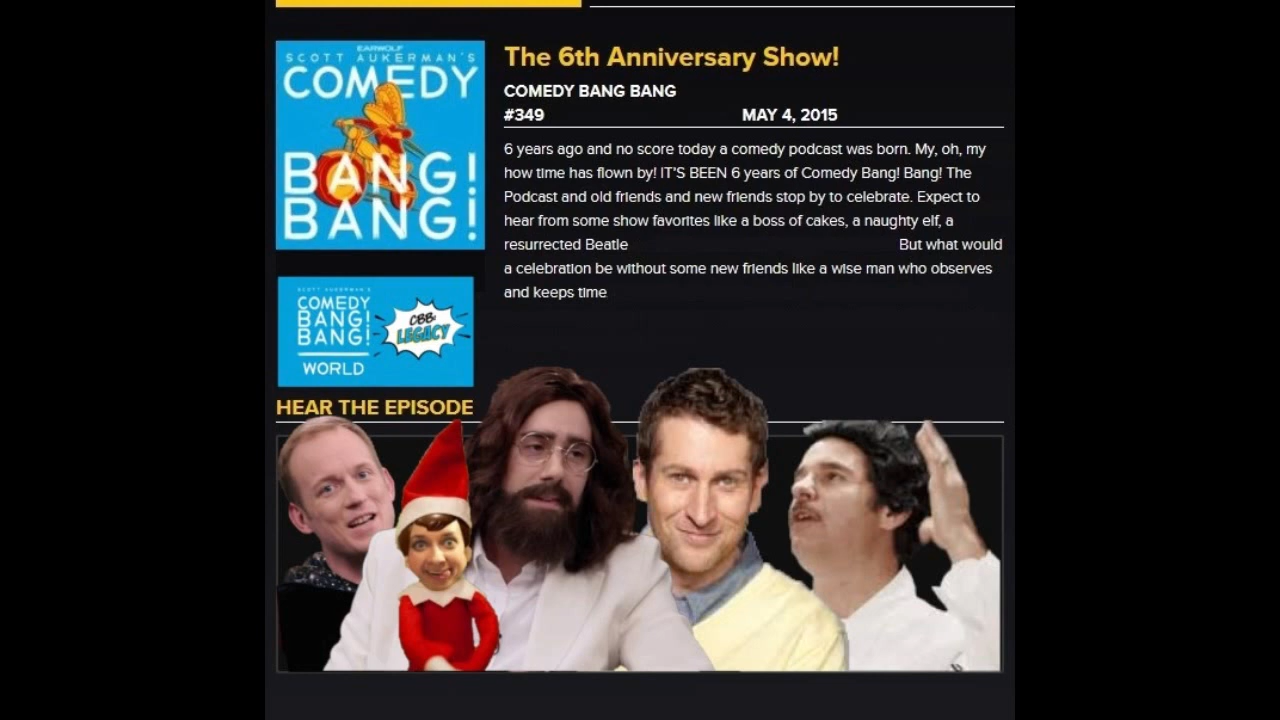 EARWOLF
SCOTT AUKERMAN'S
COMEDY
BANG!
BANG!
The 6th Anniversary Show!
COMEDY BANG BANG
#349 MAY 4, 2015
6 years ago and no score today a comedy podcast was born. My, oh, my
how time has flown by! IT'S BEEN 6 years of Comedy Bang! Bang! The
Podcast and old friends and new friends stop by to celebrate. Expect to
hear from some show favorites like a boss of cakes, a naughty elf, a
resurrected Beatle But what would
a celebration be without some new friends like a wise man who observes
and keeps time
SCOTT AUKERMAN'S
COMEDY
BANG!
BANG!
WORLD
CBB:
LEGACY
HEAR THE EPISODE